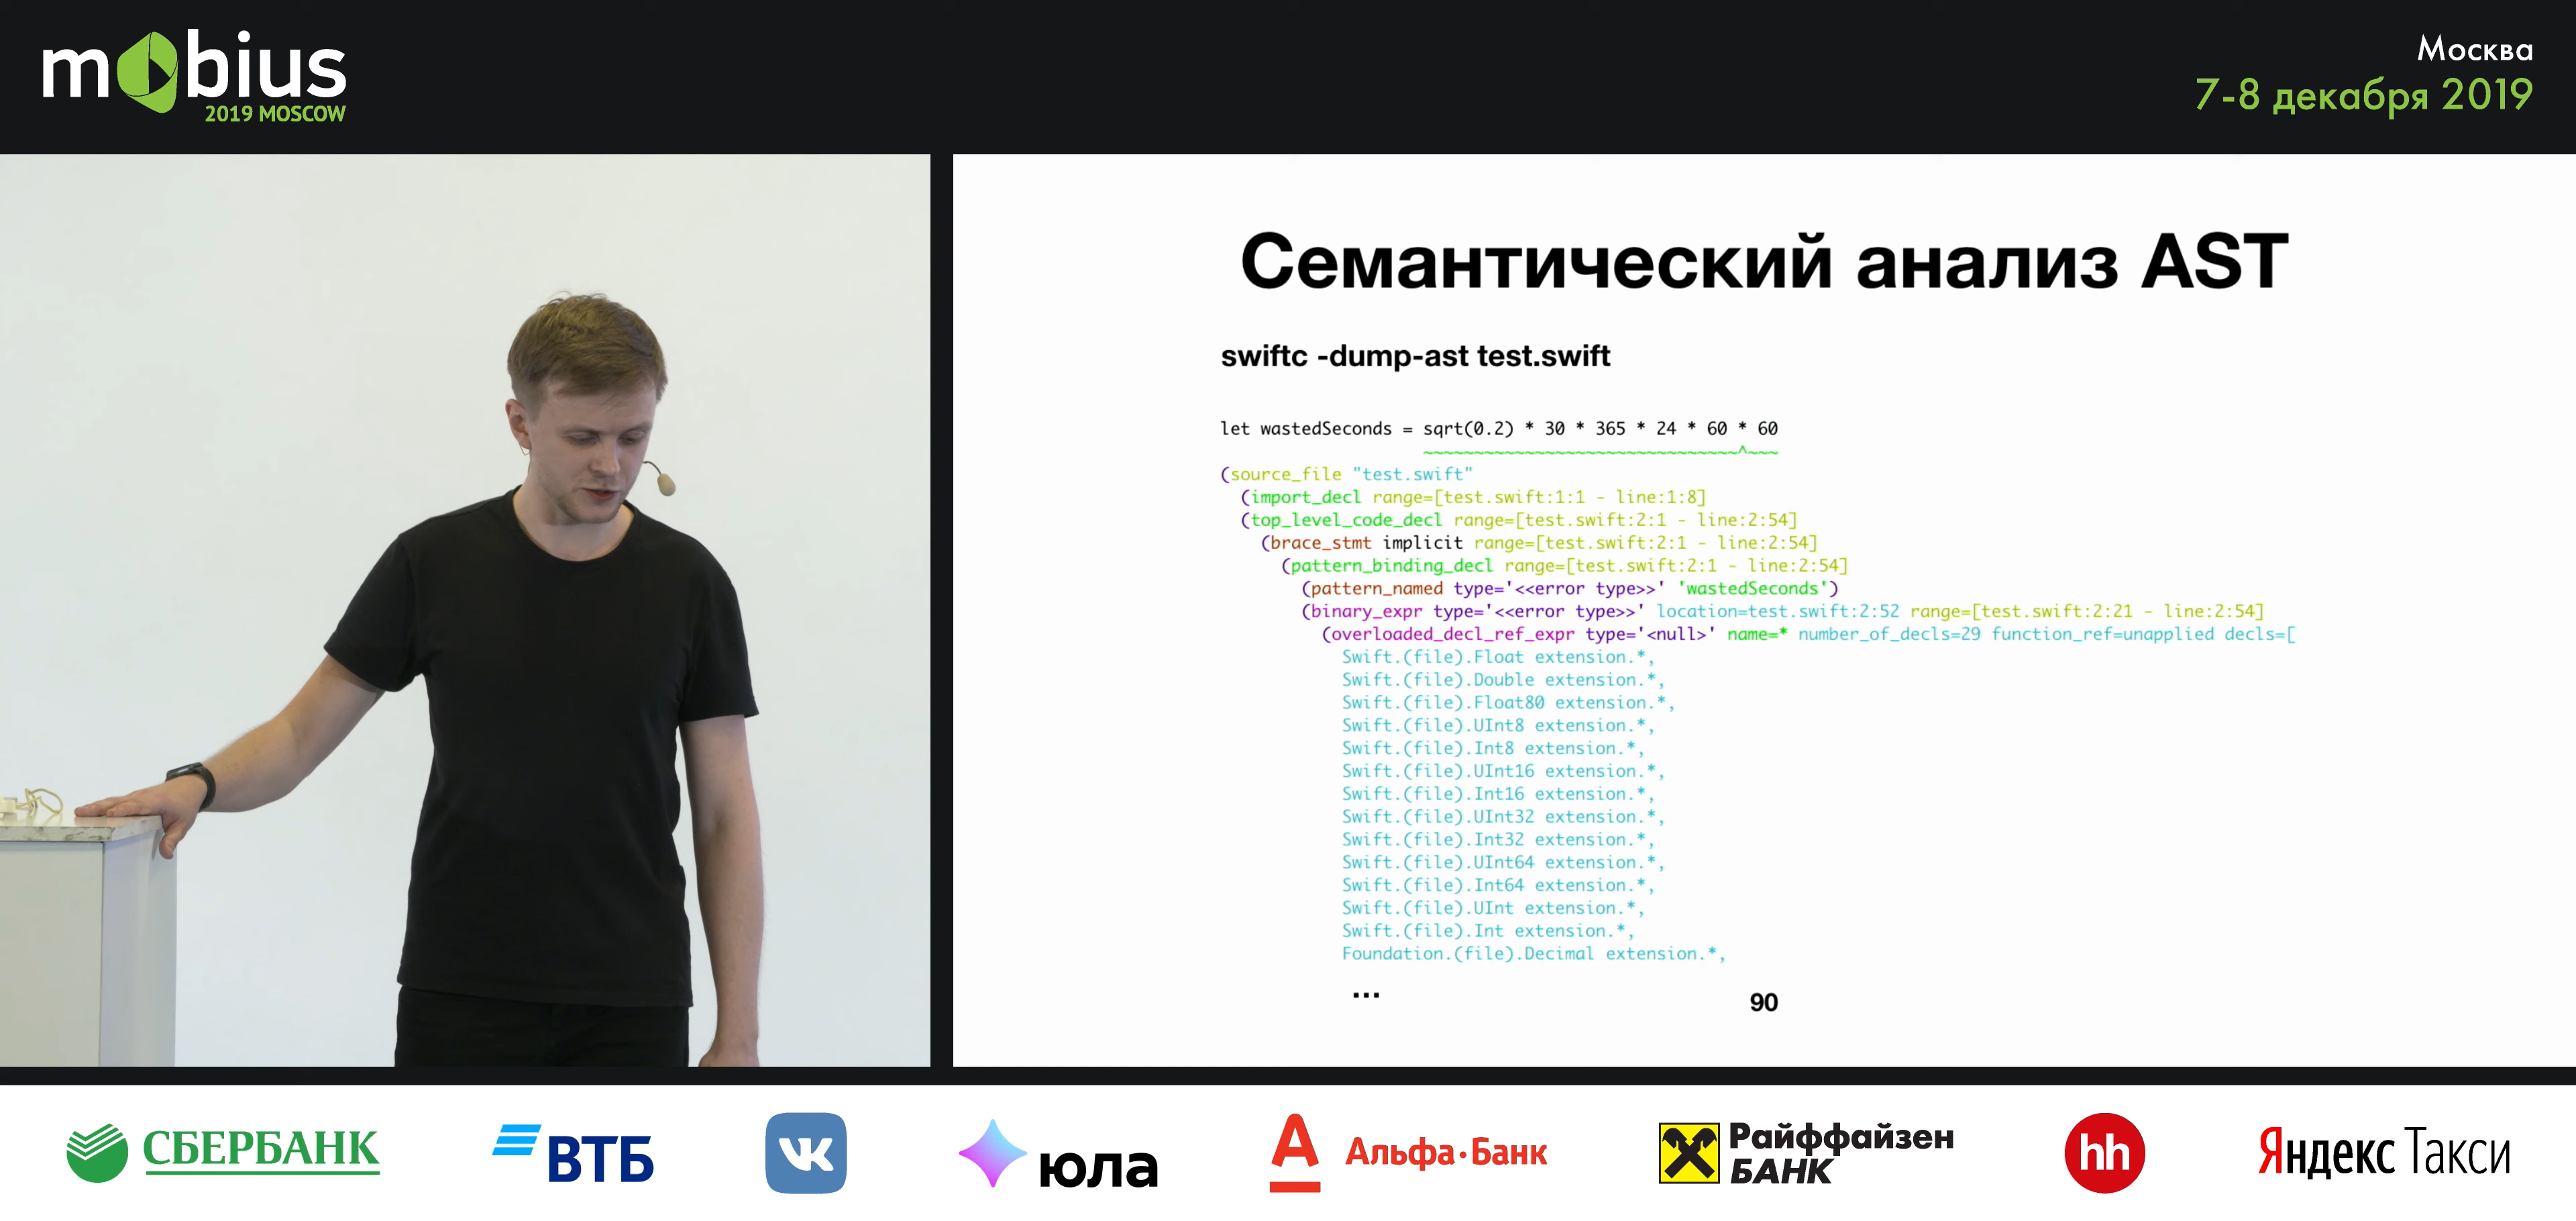 mobius
2019 MOSCOW
Москва
7-8 декабря 2019
Семантический анализ AST
swiftc -dump-ast test.swift
let wastedSeconds = sqrt(0.2) * 30 * 365 * 24 * 60 * 60
~~~~~~~~~~~~~~~~~~~~~~~~~~~~~~~^~~~
(source_file "test.swift"
(import_decl range=[test.swift:1:1 - line:1:8]
(top_level_code_decl range=[test.swift:2:1 - line:2:54]
(brace_stmt implicit range=[test.swift:2:1 - line:2:54]
(pattern_binding_decl range=[test.swift:2:1 - line:2:54]
(pattern_named type='<<error type>>' 'wastedSeconds')
(binary_expr type='<<error type>>' location=test.swift:2:52 range=[test.swift:2:21 - line:2:54]
(overloaded_decl_ref_expr type='<null>' name=* number_of_decls=29 function_ref=unapplied decls=[
Swift.(file).Float extension.*,
Swift.(file).Double extension.*,
Swift.(file).Float80 extension.*,
Swift.(file).UInt8 extension.*,
Swift.(file).Int8 extension.*,
Swift.(file).UInt16 extension.*,
Swift.(file).Int16 extension.*,
Swift.(file).UInt32 extension.*,
Swift.(file).Int32 extension.*,
Swift.(file).UInt64 extension.*,
Swift.(file).Int64 extension.*,
Swift.(file).UInt extension.*,
Swift.(file).Int extension.*,
Foundation.(file).Decimal extension.*,
...
90
СБЕРБАНК
ВТБ
VK
юла
А Альфа·Банк
Райффайзен
БАНК
hh
Яндекс Такси